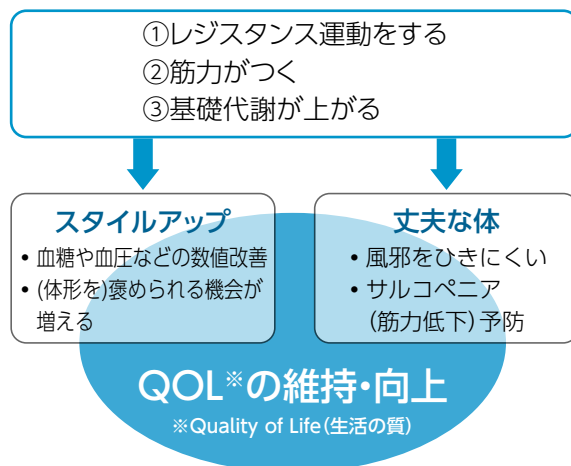 ①レジスタンス運動をする
②筋力がつく
③基礎代謝が上がる
スタイルアップ
• 血糖や血圧などの数値改善
• (体形を)褒められる機会が
増える
丈夫な体
• 風邪をひきにくい
• サルコペニア
(筋力低下)予防
QOL※の維持・向上
※Quality of Life(生活の質)